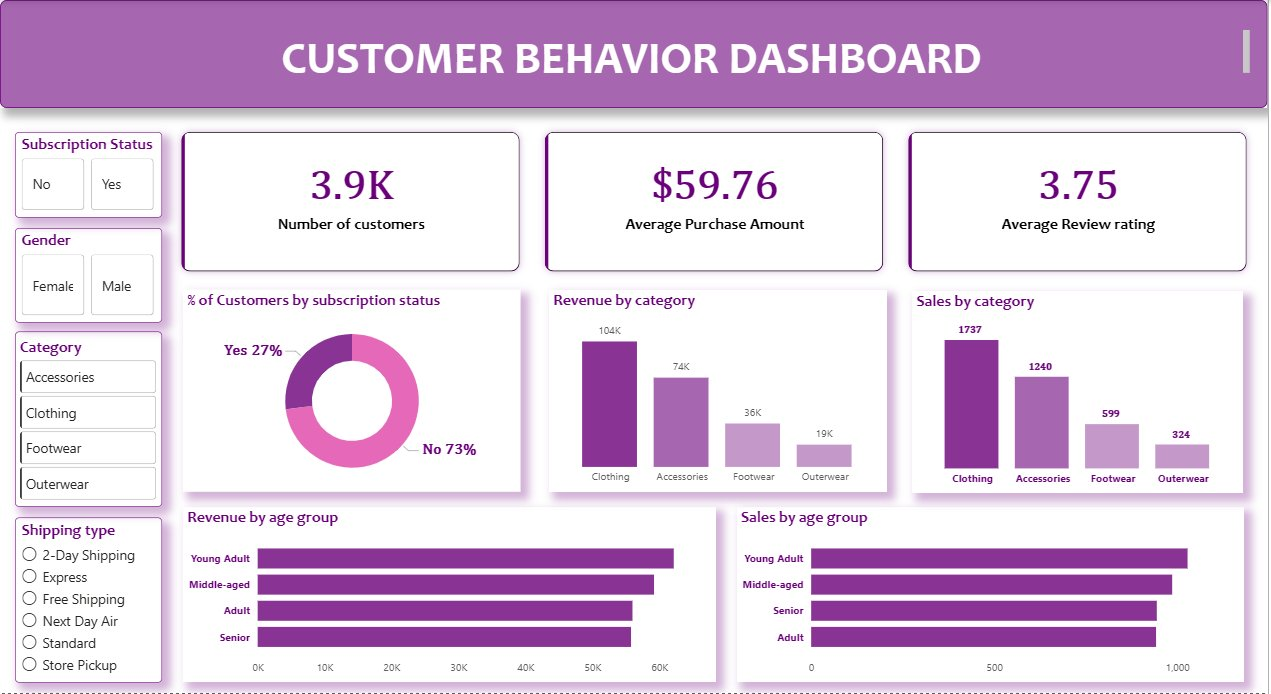 CUSTOMER BEHAVIOR DASHBOARD
Subscription Status
No
Yes
Gender
Female
Male
Category
Accessories
Clothing
Footwear
Outerwear
Shipping type
2-Day Shipping
Express
Free Shipping
Next Day Air
Standard
Store Pickup
3.9K
Number of customers
$59.76
Average Purchase Amount
3.75
Average Review rating
% of Customers by subscription status
Yes 27%
No 73%
Revenue by category
104K
74K
36K
19K
Clothing
Accessories
Footwear
Outerwear
Sales by category
1737
1240
599
324
Clothing
Accessories
Footwear
Outerwear
Revenue by age group
Young Adult
Middle-aged
Adult
Senior
0K
10K
20K
30K
40K
50K
60K
Sales by age group
Young Adult
Middle-aged
Senior
Adult
0
500
1,000